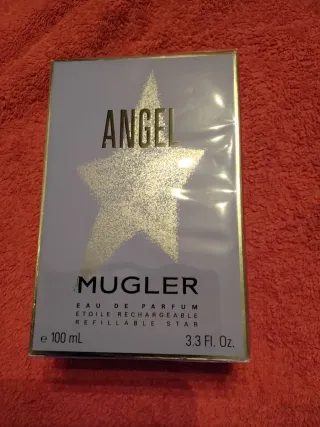 ANGEL
MUGLER
EAU DE PARFUM
ETOILE RECHARGEABLE
REFILLABLE STAR
e 100 mL 3.3 Fl. Oz.